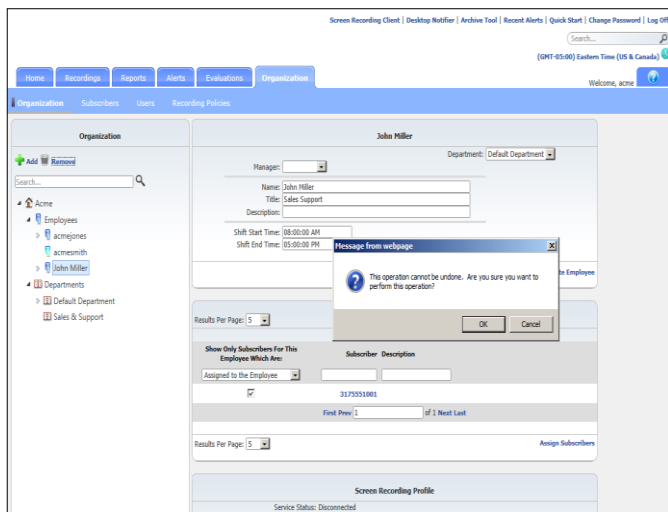 Screen Recording Client | Desktop Notifier | Archive Tool | Recent Alerts | Quick Start | Change Password | Log Off
Search...
(GMT-05:00) Eastern Time (US & Canada)
Home Recordings Reports Alerts Evaluations Organization
Welcome, acme
Organization Subscribers Users Recording Policies
Organization
Add Remove
Search...
Acme
Employees
acmejones
acmesmith
John Miller
Departments
Default Department
Sales & Support
John Miller
Department: Default Department
Manager:
Name: John Miller
Title: Sales Support
Description:
Shift Start Time: 08:00:00 AM
Shift End Time: 05:00:00 PM
Message from webpage
This operation cannot be undone. Are you sure you want to
perform this operation?
OK Cancel
Employee
Results Per Page: 5
Show Only Subscribers For This
Employee Which Are:
Subscriber Description
Assigned to the Employee
3175551001
First Prev 1 of 1 Next Last
Results Per Page: 5
Assign Subscribers
Screen Recording Profile
Service Status: Disconnected